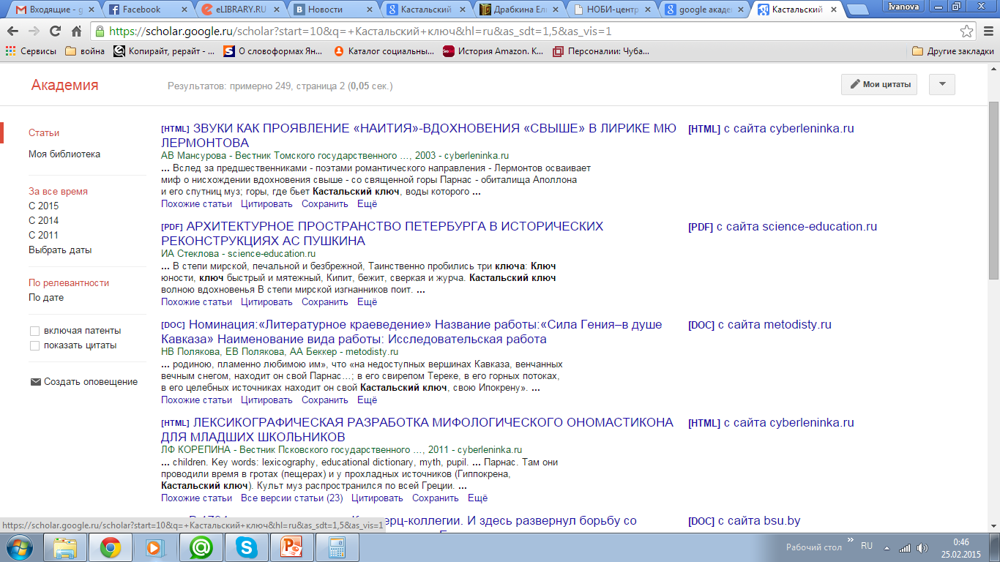 Входящие - g
Facebook
eLIBRARY.RU
Новости
Кастальский
Драбкина Ел
НОБИ-центр
google акаде
Кастальский
Ivanova
https://scholar.google.ru/scholar?start=10&q=+Кастальский+ключ&hl=ru&as_sdt=1,5&as_vis=1
Сервисы
война
Копирайт, рерайт - ...
О словоформах Ян...
Каталог социальны...
История Amazon. К...
Персоналии: Чуба...
Другие закладки
Академия
Результатов: примерно 249, страница 2 (0,05 сек.)
Мои цитаты
Статьи
Моя библиотека
За все время
С 2015
С 2014
С 2011
Выбрать даты
По релевантности
По дате
включая патенты
показать цитаты
Создать оповещение
[HTML] ЗВУКИ КАК ПРОЯВЛЕНИЕ «НАИТИЯ»-ВДОХНОВЕНИЯ «СВЫШЕ» В ЛИРИКЕ МЮ
ЛЕРМОНТОВА
АВ Мансурова - Вестник Томского государственного …, 2003 - cyberleninka.ru
... Вслед за предшественниками - поэтами романтического направления - Лермонтов осваивает
миф о нисхождении вдохновения свыше - со священной горы Парнас - обиталища Аполлона
и его спутниц муз; горы, где бьет Кастальский ключ, воды которого ...
Похожие статьи Цитировать Сохранить Ещё
[HTML] с сайта cyberleninka.ru
[PDF] АРХИТЕКТУРНОЕ ПРОСТРАНСТВО ПЕТЕРБУРГА В ИСТОРИЧЕСКИХ
РЕКОНСТРУКЦИЯХ АС ПУШКИНА
ИА Стеклова - science-education.ru
... В степи мирской, печальной и безбрежной, Таинственно пробились три ключа: Ключ
юности, ключ быстрый и мятежный, Кипит, бежит, сверкая и журча. Кастальский ключ
волною вдохновенья В степи мирской изгнанников поит. ...
Похожие статьи Цитировать Сохранить Ещё
[PDF] с сайта science-education.ru
[DOC] Номинация:«Литературное краеведение» Название работы:«Сила Гения–в душе
Кавказа» Наименование вида работы: Исследовательская работа
НВ Полякова, ЕВ Полякова, АА Беккер - metodisty.ru
... родиною, пламенно любимою им», что «на недоступных вершинах Кавказа, венчанных
вечным снегом, находит он свой Парнас…; в его свирепом Тереке, в его горных потоках,
в его целебных источниках находит он свой Кастальский ключ, свою Ипокрену». ...
Похожие статьи Цитировать Сохранить Ещё
[DOC] с сайта metodisty.ru
[HTML] ЛЕКСИКОГРАФИЧЕСКАЯ РАЗРАБОТКА МИФОЛОГИЧЕСКОГО ОНОМАСТИКОНА
ДЛЯ МЛАДШИХ ШКОЛЬНИКОВ
ЛФ КОРЕПИНА - Вестник Псковского государственного …, 2011 - cyberleninka.ru
... children. Key words: lexicography, educational dictionary, myth, pupil. ... Парнас. Там они
проводили время в гротах (пещерах) и у прохладных источников (Гиппокрена,
Кастальский ключ). Культ муз распространился по всей Греции. ...
Похожие статьи Все версии статьи (23) Цитировать Сохранить Ещё
[HTML] с сайта cyberleninka.ru
ерц-коллегии. И здесь развернул борьбу со
[DOC] с сайта bsu.by
https://scholar.google.ru/scholar?start=10&q=+Кастальский+ключ&hl=ru&as_sdt=1,5&as_vis=1
Рабочий стол
RU
0:46
25.02.2015